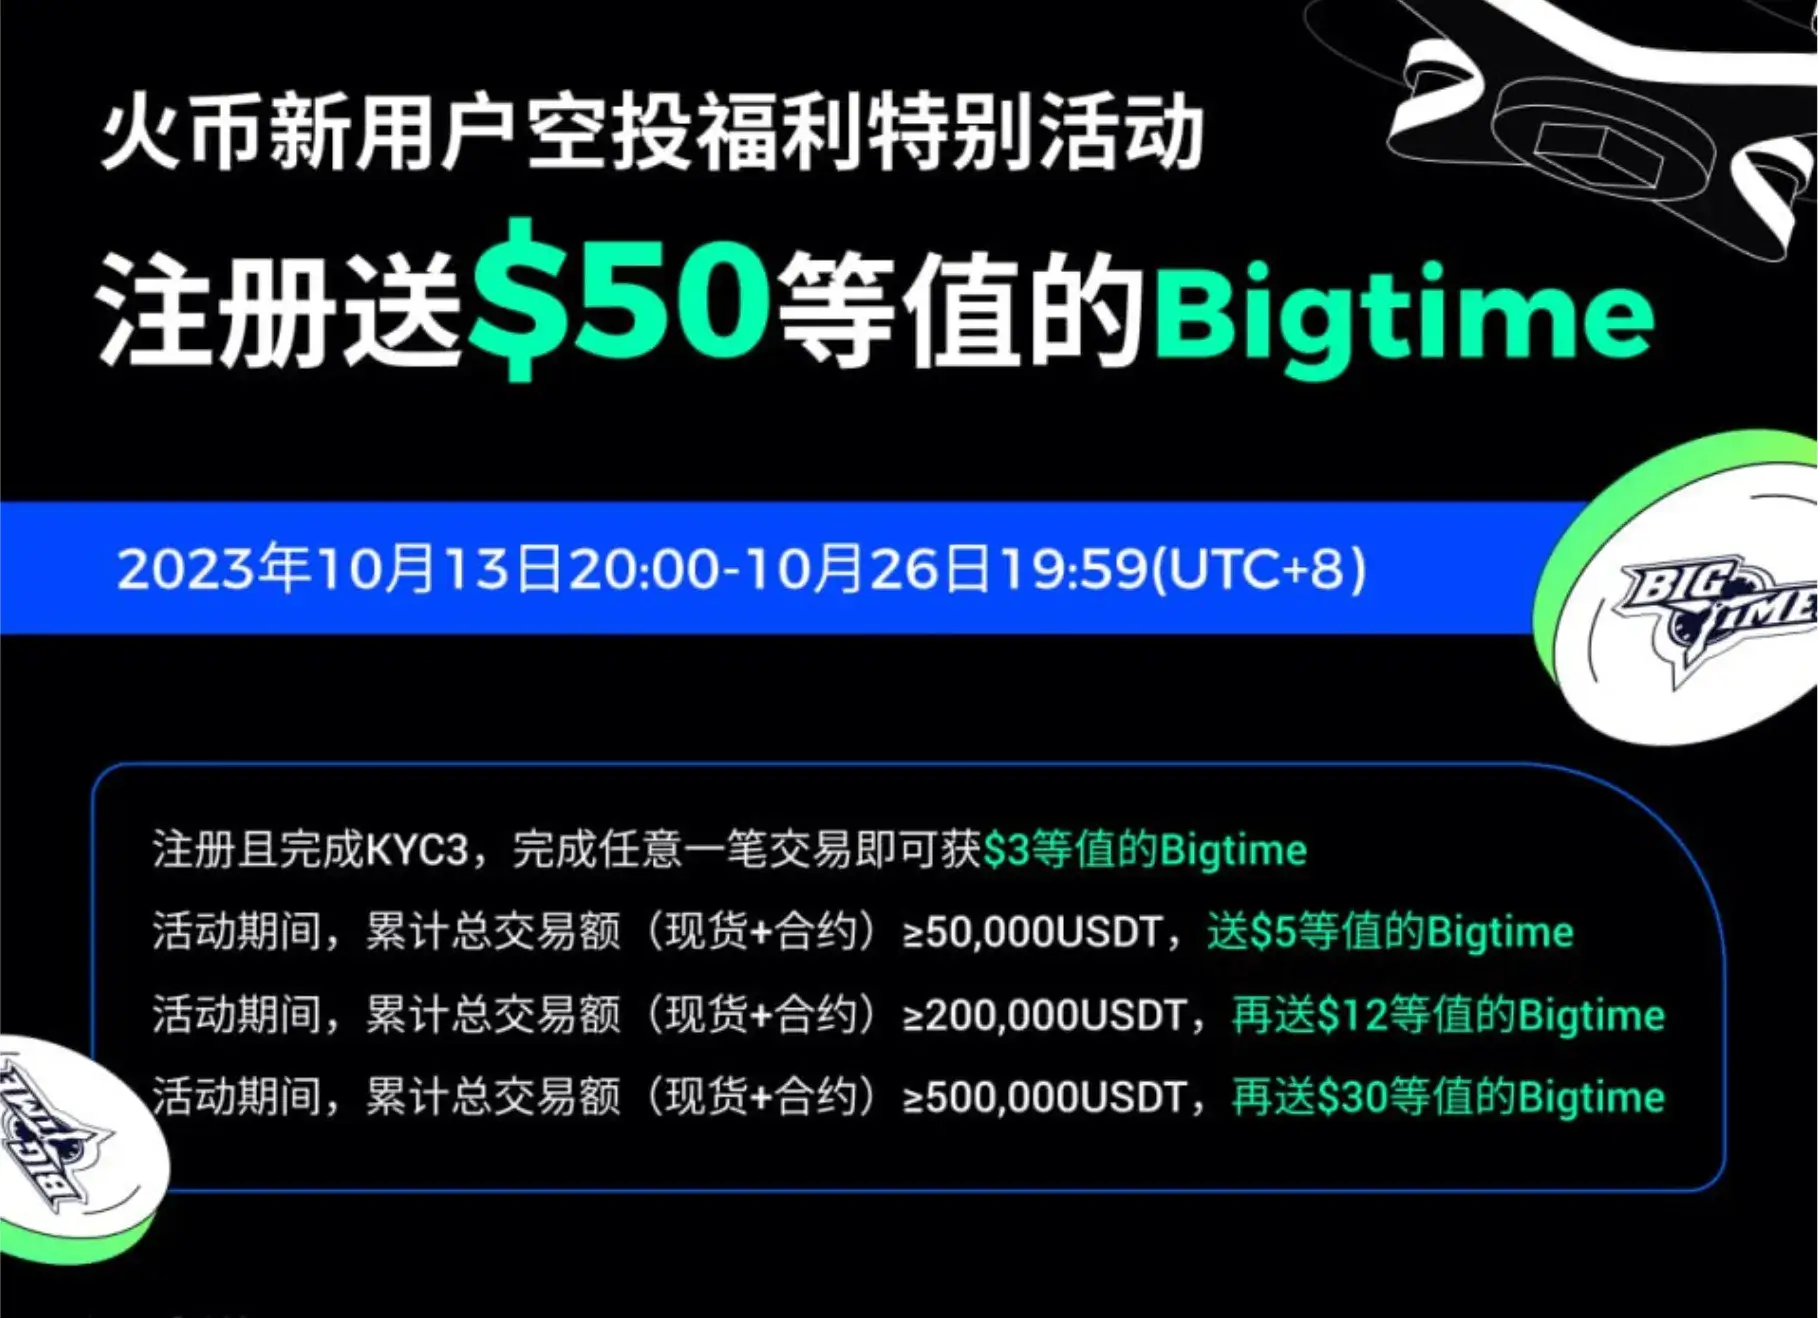 火币新用户空投福利特别活动
注册送$50等值的Bigtime
2023年10月13日20:00-10月26日19:59(UTC+8)
BIG
TIME
注册且完成KYC3，完成任意一笔交易即可获$3等值的Bigtime
活动期间，累计总交易额（现货+合约）≥50,000USDT，送$5等值的Bigtime
活动期间，累计总交易额（现货+合约）≥200,000USDT，再送$12等值的Bigtime
活动期间，累计总交易额（现货+合约）≥500,000USDT，再送$30等值的Bigtime
BIG
TIME